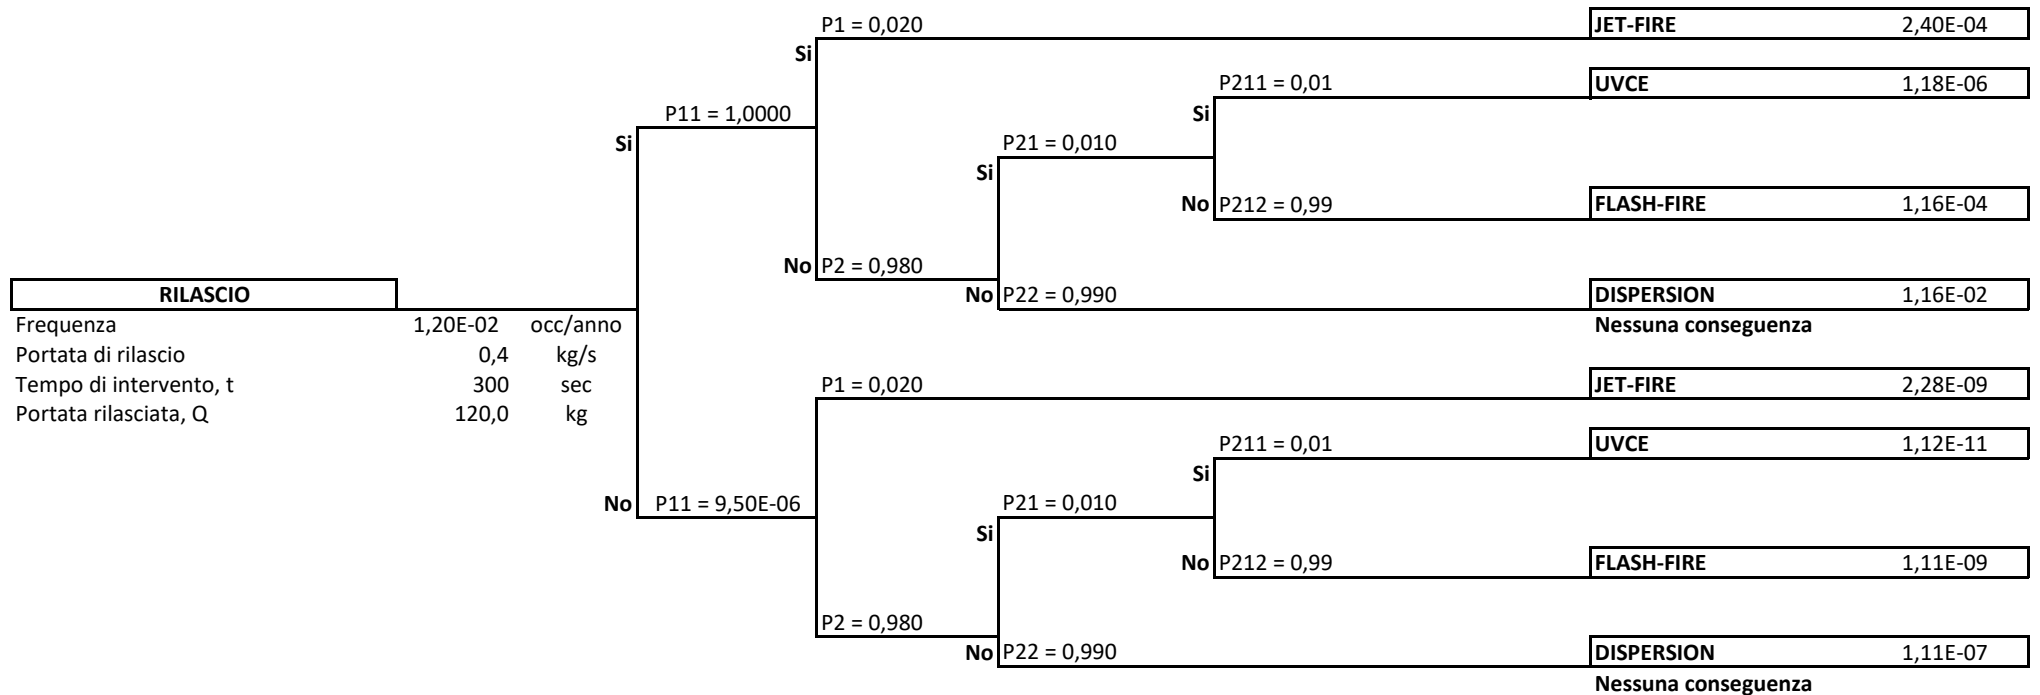 P1 = 0,020
JET-FIRE 2,40E-04
Si
P211 = 0,01
UVCE 1,18E-06
P11 = 1,0000
Si
Si
P21 = 0,010
Si
No P212 = 0,99
FLASH-FIRE 1,16E-04
No P2 = 0,980
RILASCIO
No P22 = 0,990
DISPERSION 1,16E-02
Frequenza 1,20E-02 occ/anno
Nessuna conseguenza
Portata di rilascio 0,4 kg/s
Tempo di intervento, t 300 sec
P1 = 0,020
JET-FIRE 2,28E-09
Portata rilasciata, Q 120,0 kg
P211 = 0,01
UVCE 1,12E-11
Si
No P11 = 9,50E-06
P21 = 0,010
Si
No P212 = 0,99
FLASH-FIRE 1,11E-09
P2 = 0,980
No P22 = 0,990
DISPERSION 1,11E-07
Nessuna conseguenza